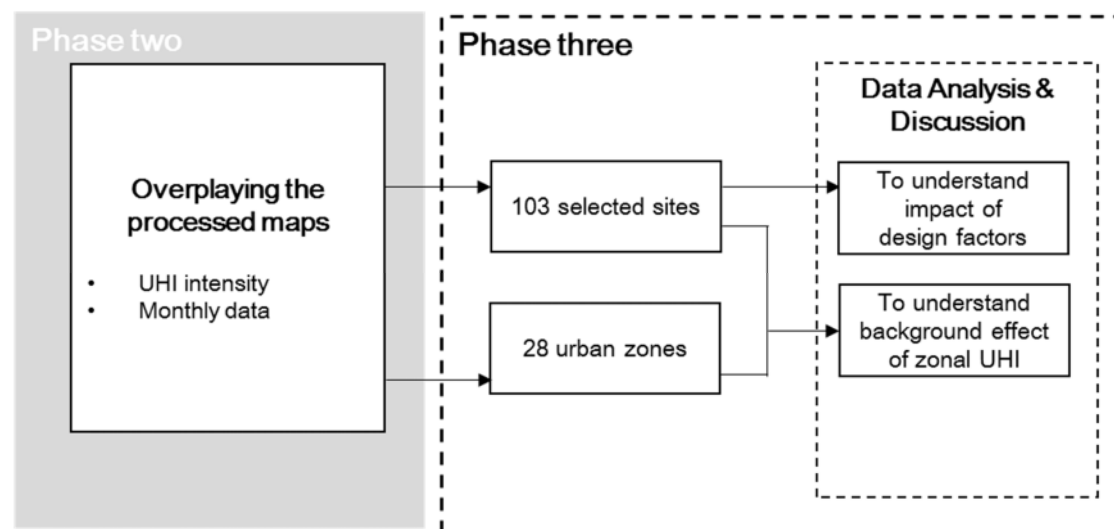 Phase two
Overplaying the
processed maps
• UHI intensity
• Monthly data
Phase three
103 selected sites
28 urban zones
Data Analysis &
Discussion
To understand
impact of
design factors
To understand
background effect
of zonal UHI